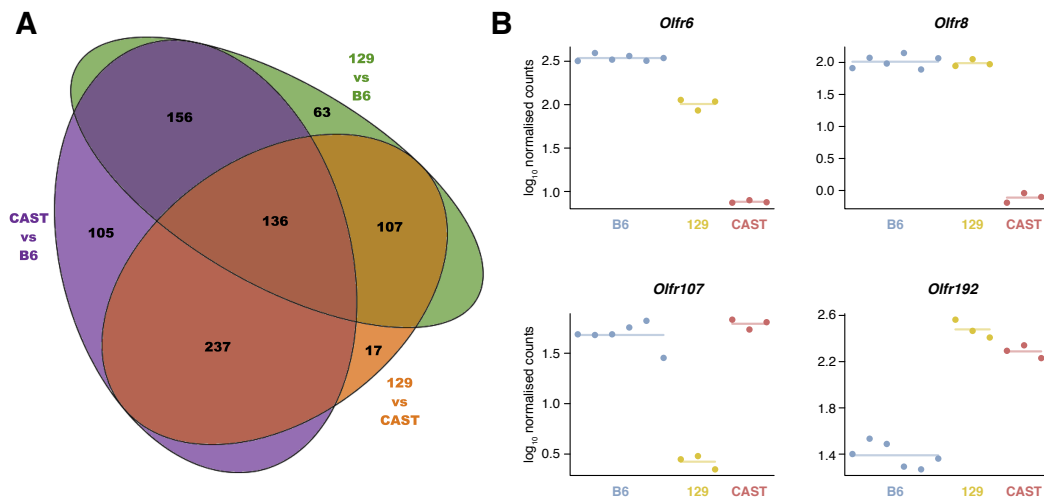 A
129
vs
B6
63
156
CAST
vs
B6
105
136
107
237
17
129
vs
CAST
B
Olfr6
log₁₀ normalised counts
2.5
2.0
1.5
1.0
B6
129
CAST
Olfr8
2.0
1.5
1.0
0.5
0.0
B6
129
CAST
Olfr107
log₁₀ normalised counts
1.5
1.0
0.5
B6
129
CAST
Olfr192
2.6
2.2
1.8
1.4
B6
129
CAST